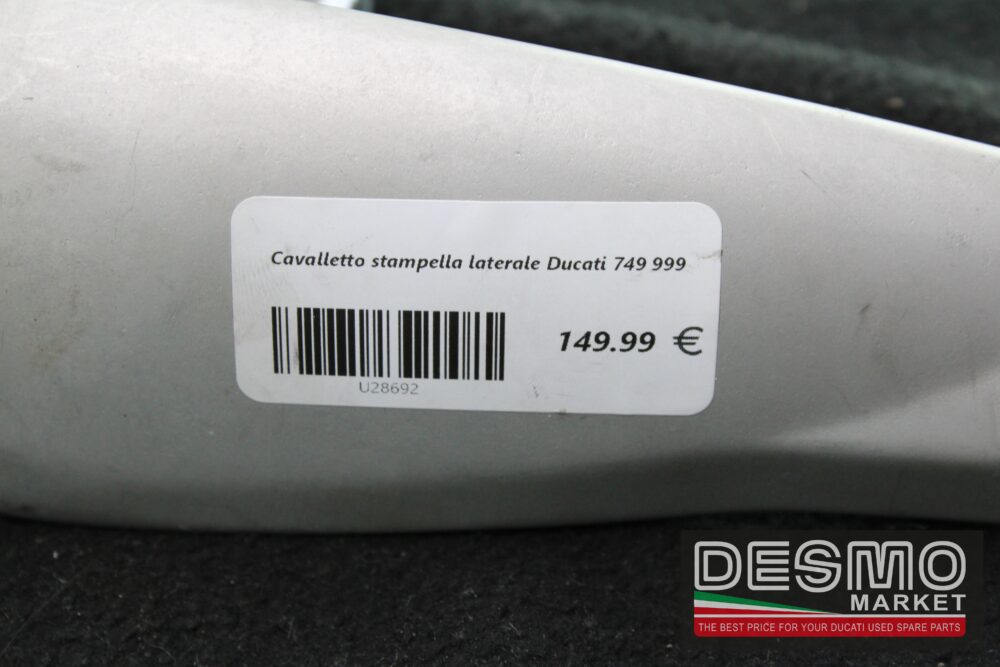 Cavalletto stampella laterale Ducati 749 999
149.99 €
U28692
DESMO
MARKET
THE BEST PRICE FOR YOUR DUCATI USED SPARE PARTS